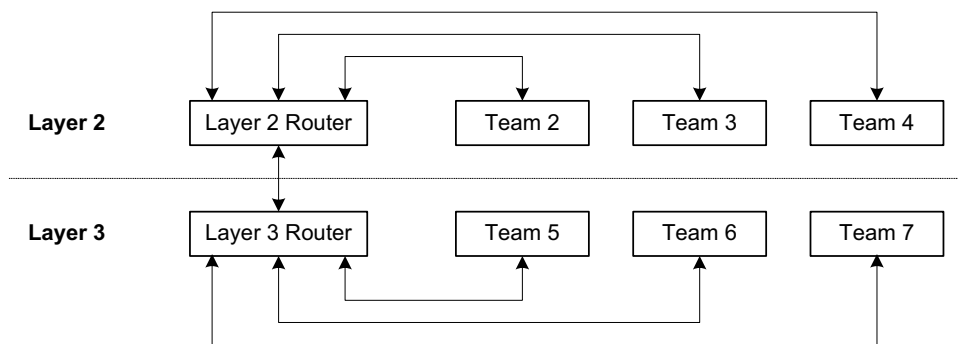 Layer 2
Layer 2 Router
Team 2
Team 3
Team 4
Layer 3
Layer 3 Router
Team 5
Team 6
Team 7